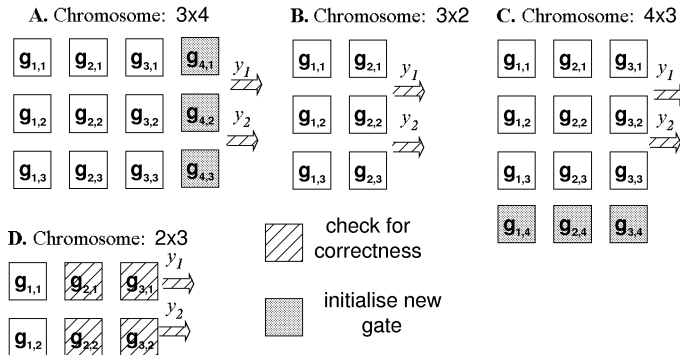 A. Chromosome: 3x4
g1,1 g2,1 g3,1 g4,1
y1
g1,2 g2,2 g3,2 g4,2
y2
g1,3 g2,3 g3,3 g4,3
B. Chromosome: 3x2
g1,1 g2,1
y1
g1,2 g2,2
y2
g1,3 g2,3
C. Chromosome: 4x3
g1,1 g2,1 g3,1
y1
g1,2 g2,2 g3,2
y2
g1,3 g2,3 g3,3
g1,4 g2,4 g3,4
D. Chromosome: 2x3
g1,1 g2,1 g3,1
y1
g1,2 g2,2 g3,2
y2
check for
correctness
initialise new
gate